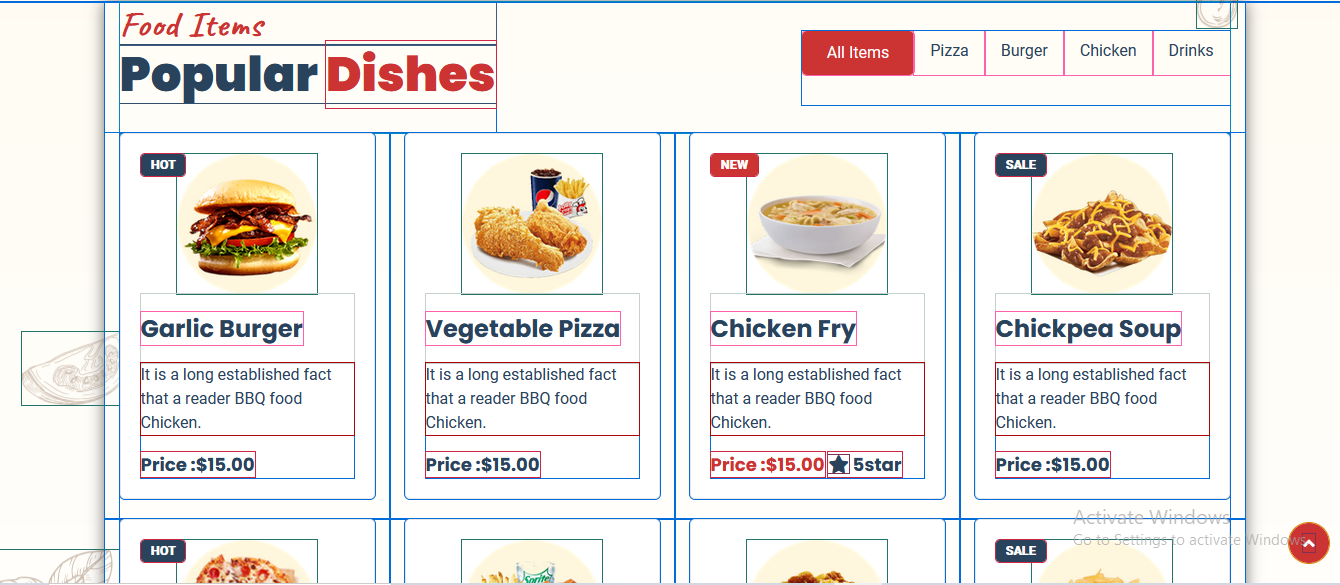 Food Items
Popular Dishes
All Items Pizza Burger Chicken Drinks
HOT
NEW
SALE
Garlic Burger
It is a long established fact
that a reader BBQ food
Chicken.
Price :$15.00
Vegetable Pizza
It is a long established fact
that a reader BBQ food
Chicken.
Price :$15.00
Chicken Fry
It is a long established fact
that a reader BBQ food
Chicken.
Price :$15.00 5star
Chickpea Soup
It is a long established fact
that a reader BBQ food
Chicken.
Price :$15.00
Activate Windows
Go to Settings to activate Windows.
HOT
Sprite
SALE